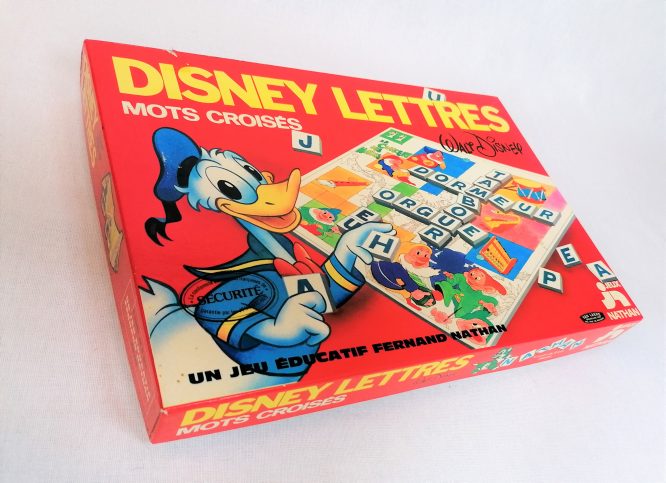 DISNEY LETTRES
MOTS CROISÉS
Walt Disney
U
J
DORMEUR
TAMBOUR
ORGUE
U
E
H
A
P
E
A
SÉCURITÉ
JEUX
NATHAN
UN JEU ÉDUCATIF FERNAND NATHAN
DISNEY LETTRES
MOTS CROISÉS